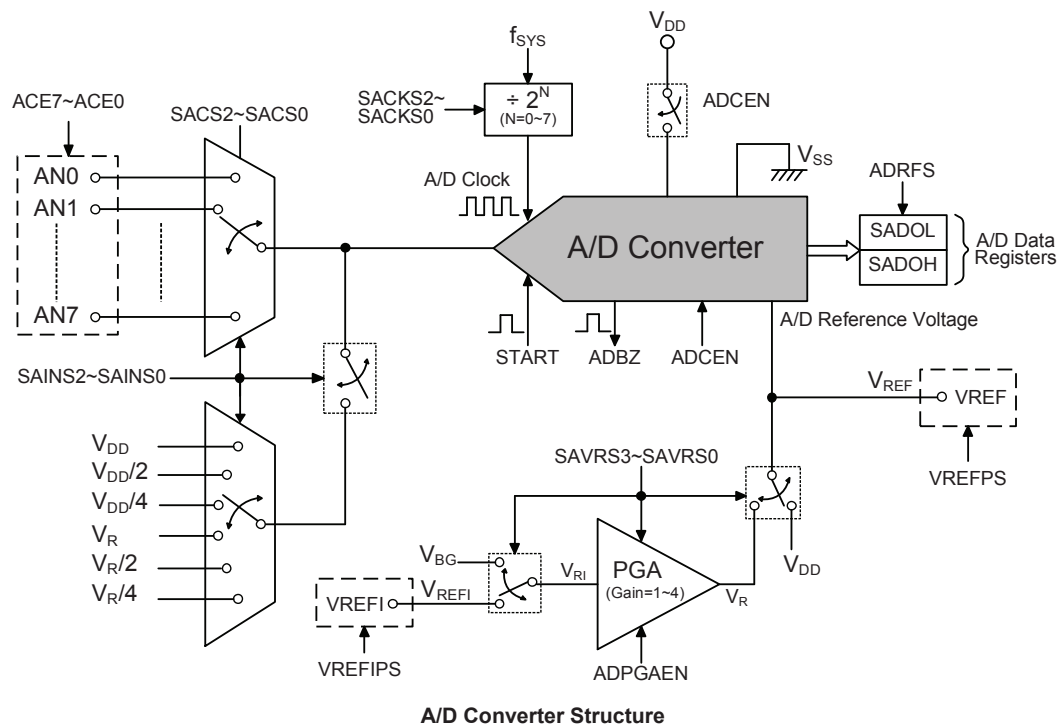 V_DD
f_SYS
ACE7~ACE0
SACS2~SACS0
SACKS2~
SACKS0
÷ 2^N
(N=0~7)
ADCEN
V_SS
ADRFS
AN0
AN1
AN7
A/D Clock
A/D Converter
SADOL
SADOH
A/D Data
Registers
START
ADBZ
ADCEN
A/D Reference Voltage
SAINS2~SAINS0
V_REF
VREF
VREFPS
V_DD
V_DD/2
V_DD/4
V_R
V_R/2
V_R/4
SAVRS3~SAVRS0
V_BG
V_REFI
VREFI
VREFIPS
V_RI
PGA
(Gain=1~4)
V_R
V_DD
ADPGAEN
A/D Converter Structure